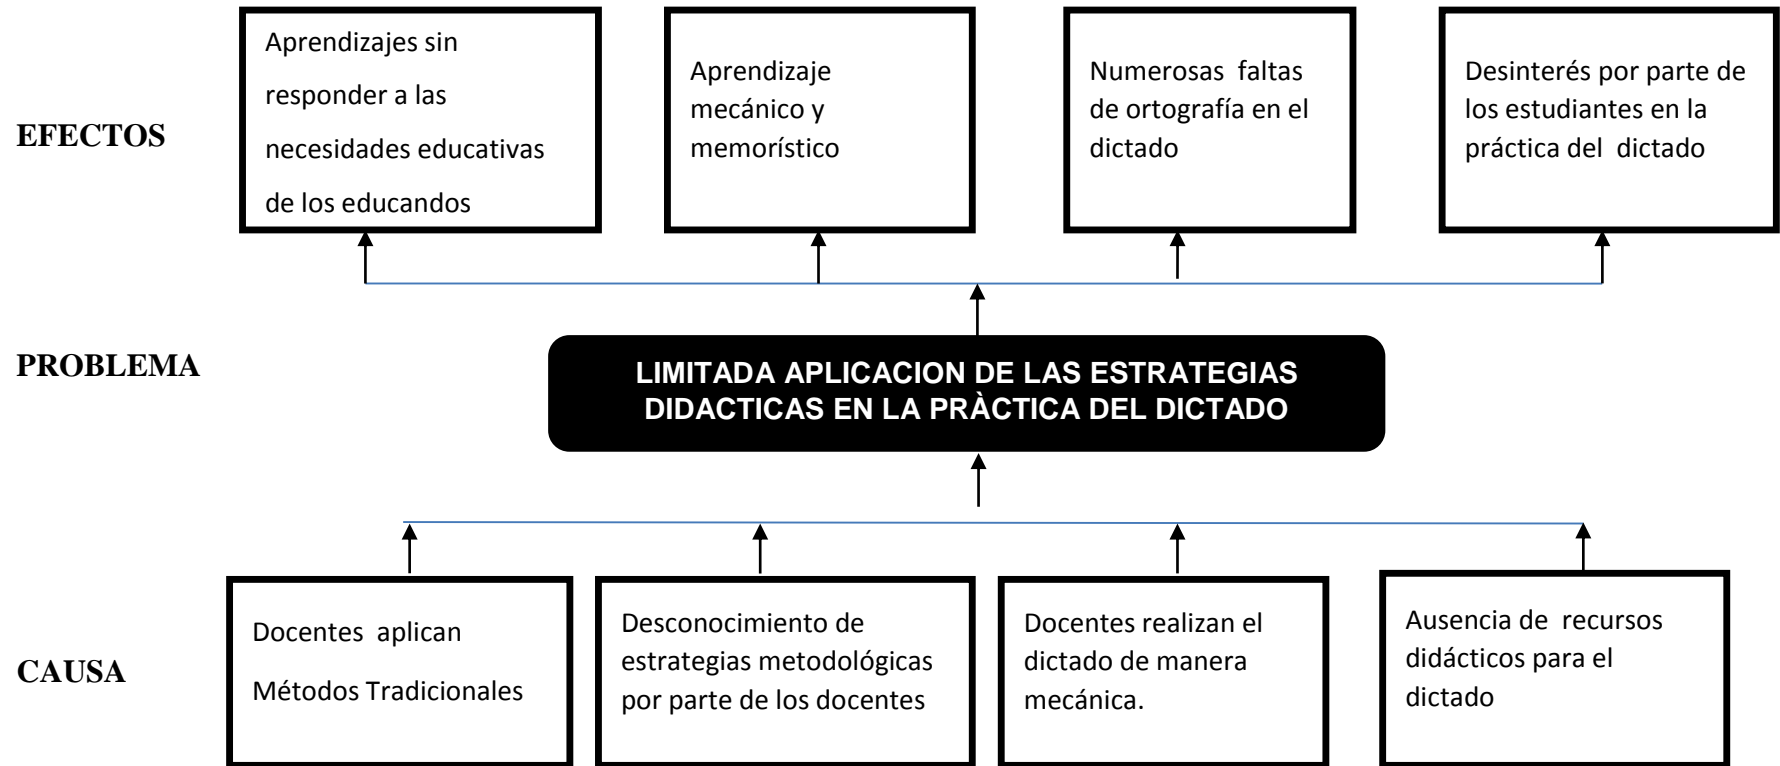 EFECTOS
Aprendizajes sin
responder a las
necesidades educativas
de los educandos
Aprendizaje
mecánico y
memorístico
Numerosas faltas
de ortografía en el
dictado
Desinterés por parte de
los estudiantes en la
práctica del dictado
PROBLEMA
LIMITADA APLICACION DE LAS ESTRATEGIAS
DIDACTICAS EN LA PRÀCTICA DEL DICTADO
CAUSA
Docentes aplican
Métodos Tradicionales
Desconocimiento de
estrategias metodológicas
por parte de los docentes
Docentes realizan el
dictado de manera
mecánica.
Ausencia de recursos
didácticos para el
dictado